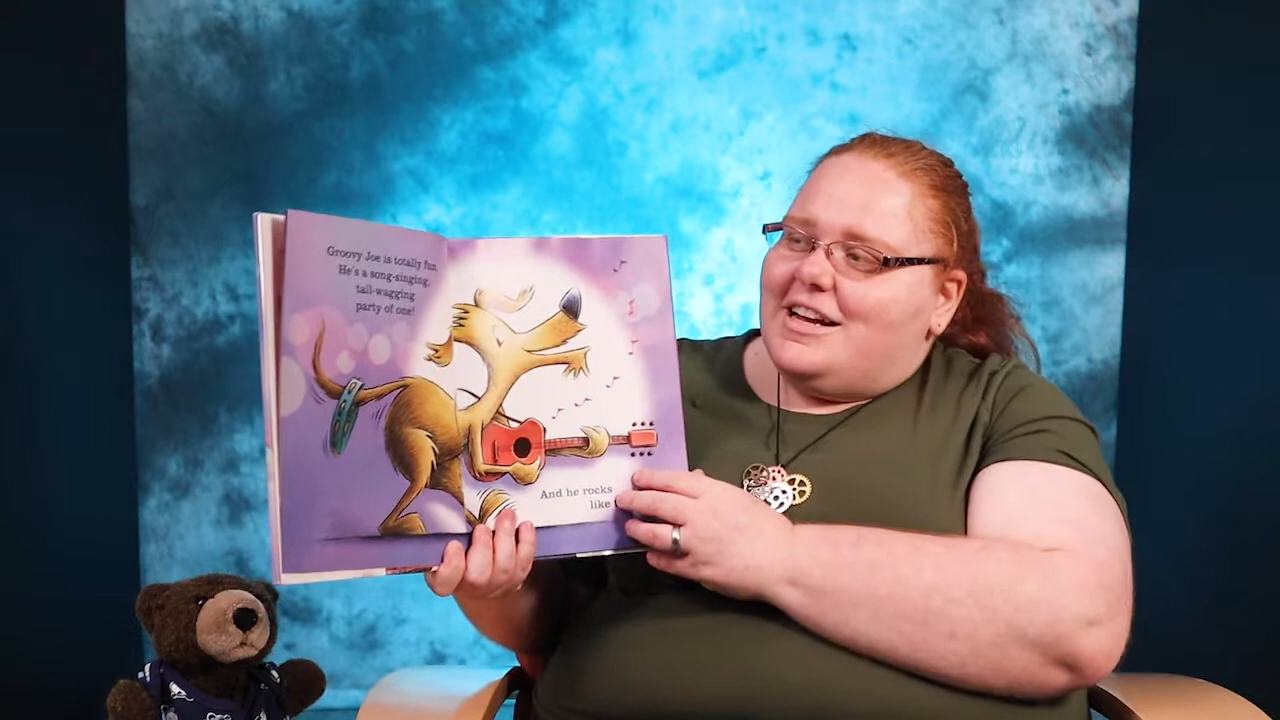 Groovy Joe is totally fun.
He's a song-singing,
tail-wagging
party of one!
And he rocks
like